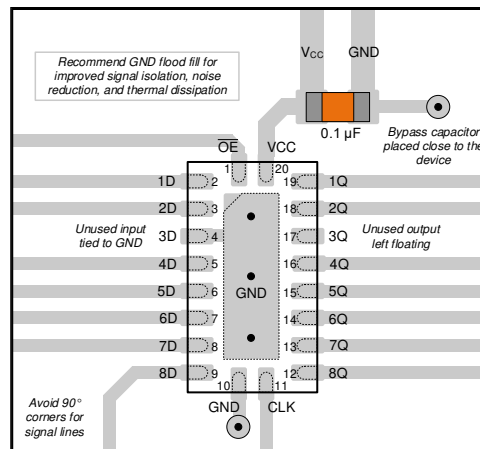 Recommend GND flood fill for
improved signal isolation, noise
reduction, and thermal dissipation
VCC GND
0.1 µF
Bypass capacitor
placed close to the
device
OE VCC
1 20
1D 2 19 1Q
2D 3 18 2Q
Unused input
tied to GND
3D 4 17 3Q
Unused output
left floating
4D 5 16 4Q
5D 6 15 5Q
GND
6D 7 14 6Q
7D 8 13 7Q
8D 9 12 8Q
10 11
GND CLK
Avoid 90°
corners for
signal lines